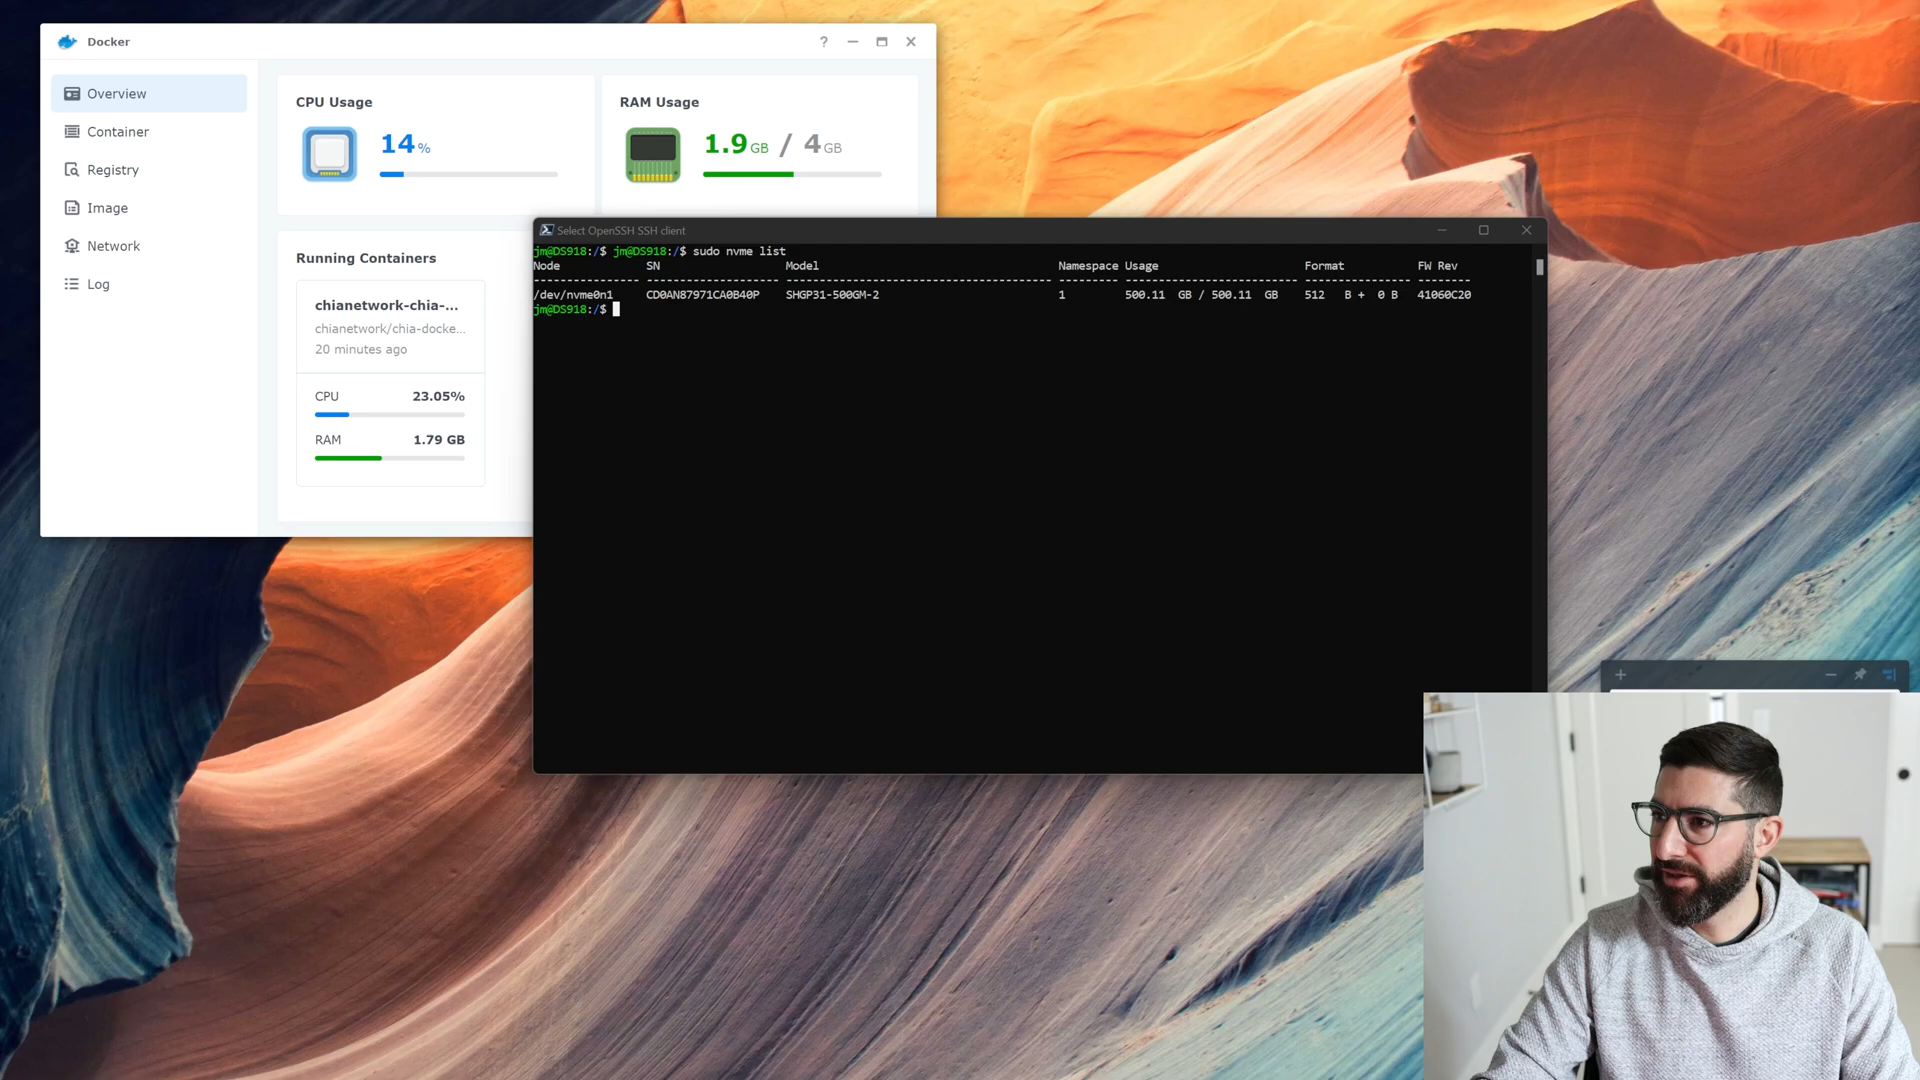 Docker
?
Overview
Container
Registry
Image
Network
Log
CPU Usage
14 %
RAM Usage
1.9 GB / 4 GB
Running Containers
chianetwork-chia-...
chianetwork/chia-docke...
20 minutes ago
CPU 23.05%
RAM 1.79 GB
Select OpenSSH SSH client
jm@DS918:/$ jm@DS918:/$ sudo nvme list
Node SN Model Namespace Usage Format FW Rev
---------------- -------------------- ---------------------------------------- --------- -------------------------- ---------------- --------
/dev/nvme0n1 CD0AN87971CA0B40P SHGP31-500GM-2 1 500.11 GB / 500.11 GB 512 B + 0 B 41060C20
jm@DS918:/$